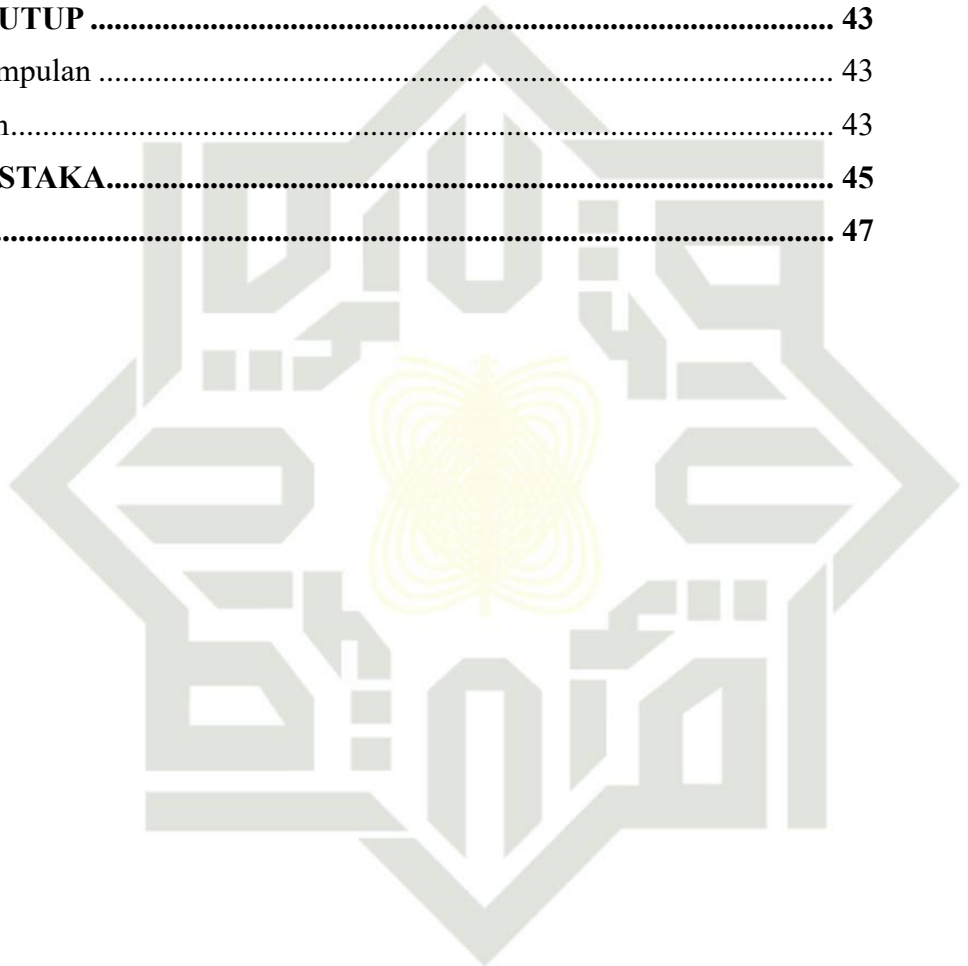 UTUP ........................................................................................... 43
mpulan .......................................................................................... 43
n..................................................................................................... 43
STAKA......................................................................................... 45
...................................................................................................... 47